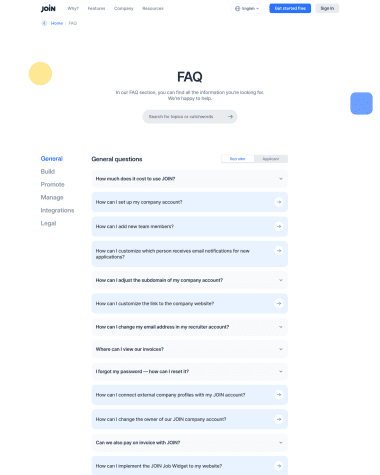 JOIN Why? Features Company Resources English Get started free Sign In
Home / FAQ
FAQ
In our FAQ section, you can find all the information you're looking for.
We're happy to help.
Search for topics or catchwords
General
Build
Promote
Manage
Integrations
Legal
General questions Recruiter Applicant
How much does it cost to use JOIN?
How can I set up my company account?
How can I add new team members?
How can I customize which person receives email notifications for new
applications?
How can I adjust the subdomain of my company account?
How can I customize the link to the company website?
How can I change my email address in my recruiter account?
Where can I view our invoices?
I forgot my password — how can I reset it?
How can I connect external company profiles with my JOIN account?
How can I change the owner of our JOIN company account?
Can we also pay on invoice with JOIN?
How can I implement the JOIN Job Widget to my website?